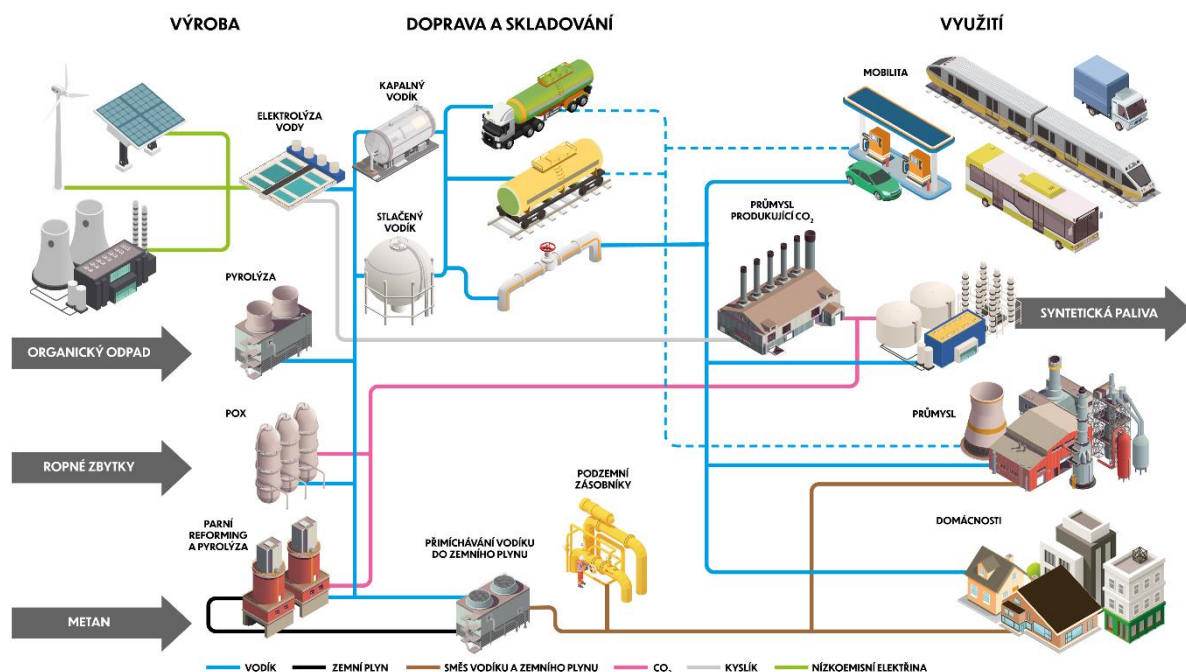 VÝROBA
DOPRAVA A SKLADOVÁNÍ
VYUŽITÍ
KAPALNÝ
VODÍK
MOBILITA
ELEKTROLÝZA
VODY
STLAČENÝ
VODÍK
PRŮMYSL
PRODUKUJÍCÍ CO₂
PYROLÝZA
SYNTETICKÁ PALIVA
ORGANICKÝ ODPAD
POX
PRŮMYSL
ROPNÉ ZBYTKY
PODZEMNÍ
ZÁSOBNÍKY
PARNÍ
REFORMING
A PYROLÝZA
PŘIMÍCHÁVÁNÍ VODÍKU
DO ZEMNÍHO PLYNU
DOMÁCNOSTI
METAN
VODÍK
ZEMNÍ PLYN
SMĚS VODÍKU A ZEMNÍHO PLYNU
CO₂
KYSLÍK
NÍZKOEMISNÍ ELEKTŘINA